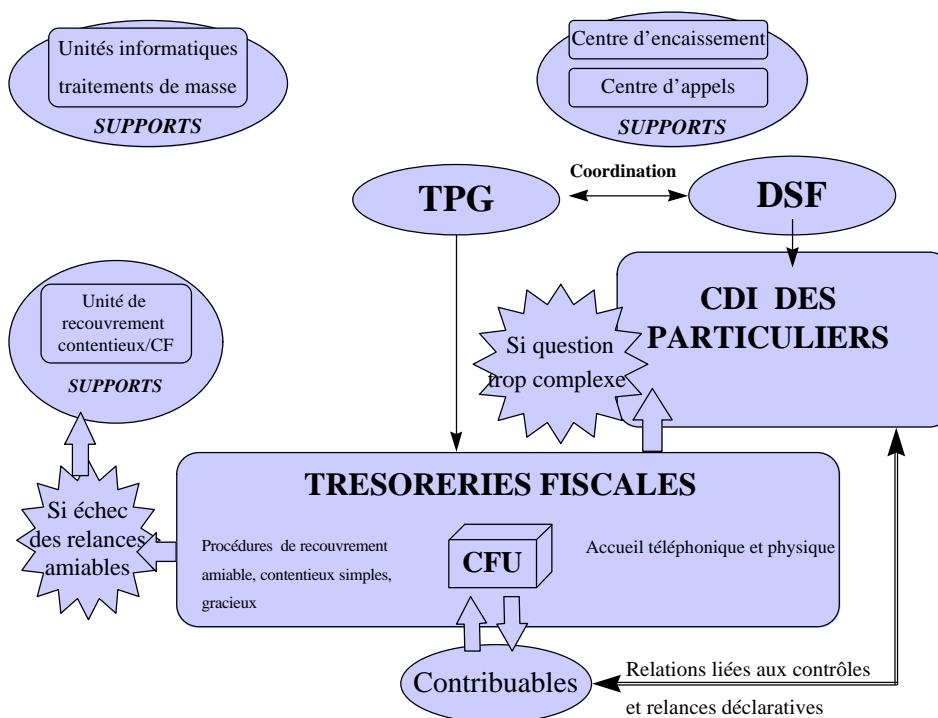 Unités informatiques
traitements de masse
SUPPORTS
Centre d'encaissement
Centre d'appels
SUPPORTS
Coordination
TPG
DSF
CDI DES
PARTICULIERS
Unité de
recouvrement
contentieux/CF
SUPPORTS
Si question
trop complexe
TRESORERIES FISCALES
Si échec
des relances
amiables
Procédures de recouvrement
amiable, contentieux simples,
gracieux
CFU
Accueil téléphonique et physique
Contribuables
Relations liées aux contrôles
et relances déclaratives